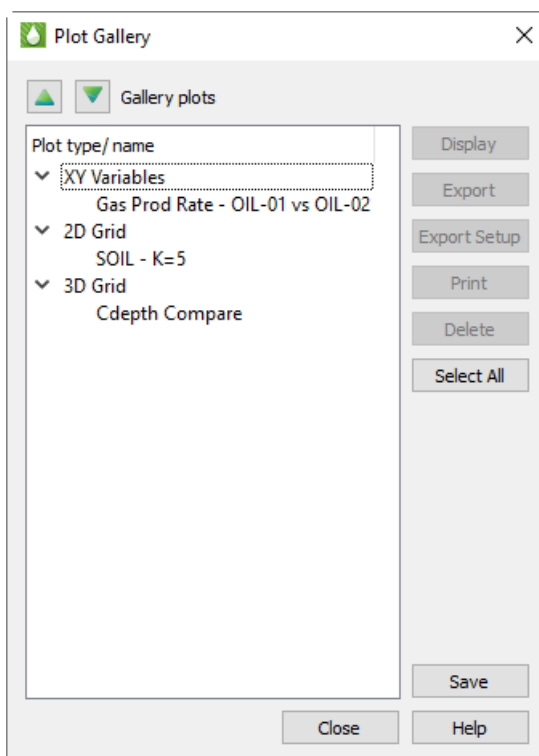 Plot Gallery
Gallery plots
Plot type/ name
XY Variables
Gas Prod Rate - OIL-01 vs OIL-02
2D Grid
SOIL - K=5
3D Grid
Cdepth Compare
Display
Export
Export Setup
Print
Delete
Select All
Save
Close
Help